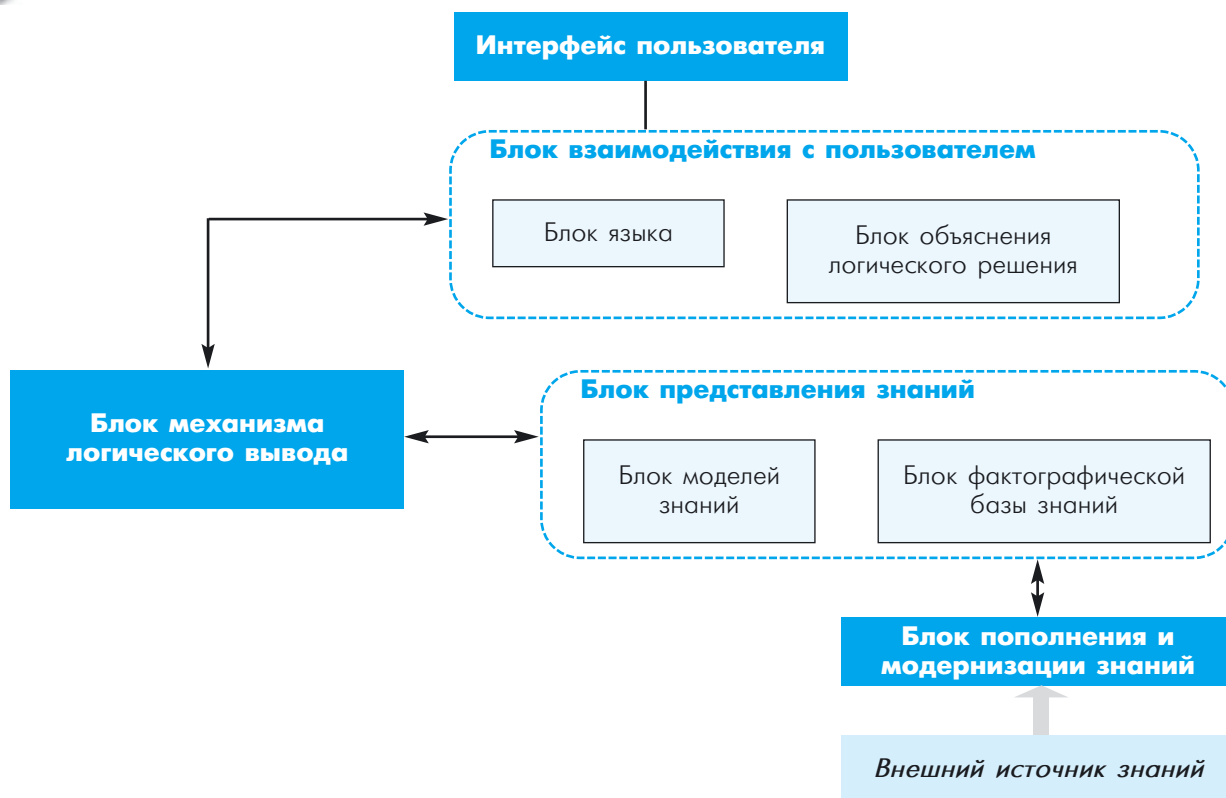 Интерфейс пользователя
Блок взаимодействия с пользователем
Блок языка
Блок объяснения
логического решения
Блок механизма
логического вывода
Блок представления знаний
Блок моделей
знаний
Блок фактографической
базы знаний
Блок пополнения и
модернизации знаний
Внешний источник знаний